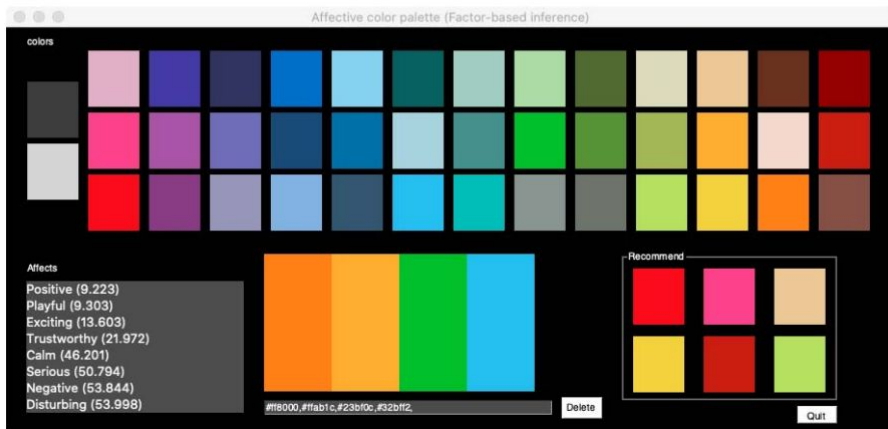 Affective color palette (Factor-based inference)
colors
Affects
Positive (9.223)
Playful (9.303)
Exciting (13.603)
Trustworthy (21.972)
Calm (46.201)
Serious (50.794)
Negative (53.844)
Disturbing (53.998)
#ff8000,#ffab1c,#23bf0c,#32bff2,
Delete
Recommend
Quit